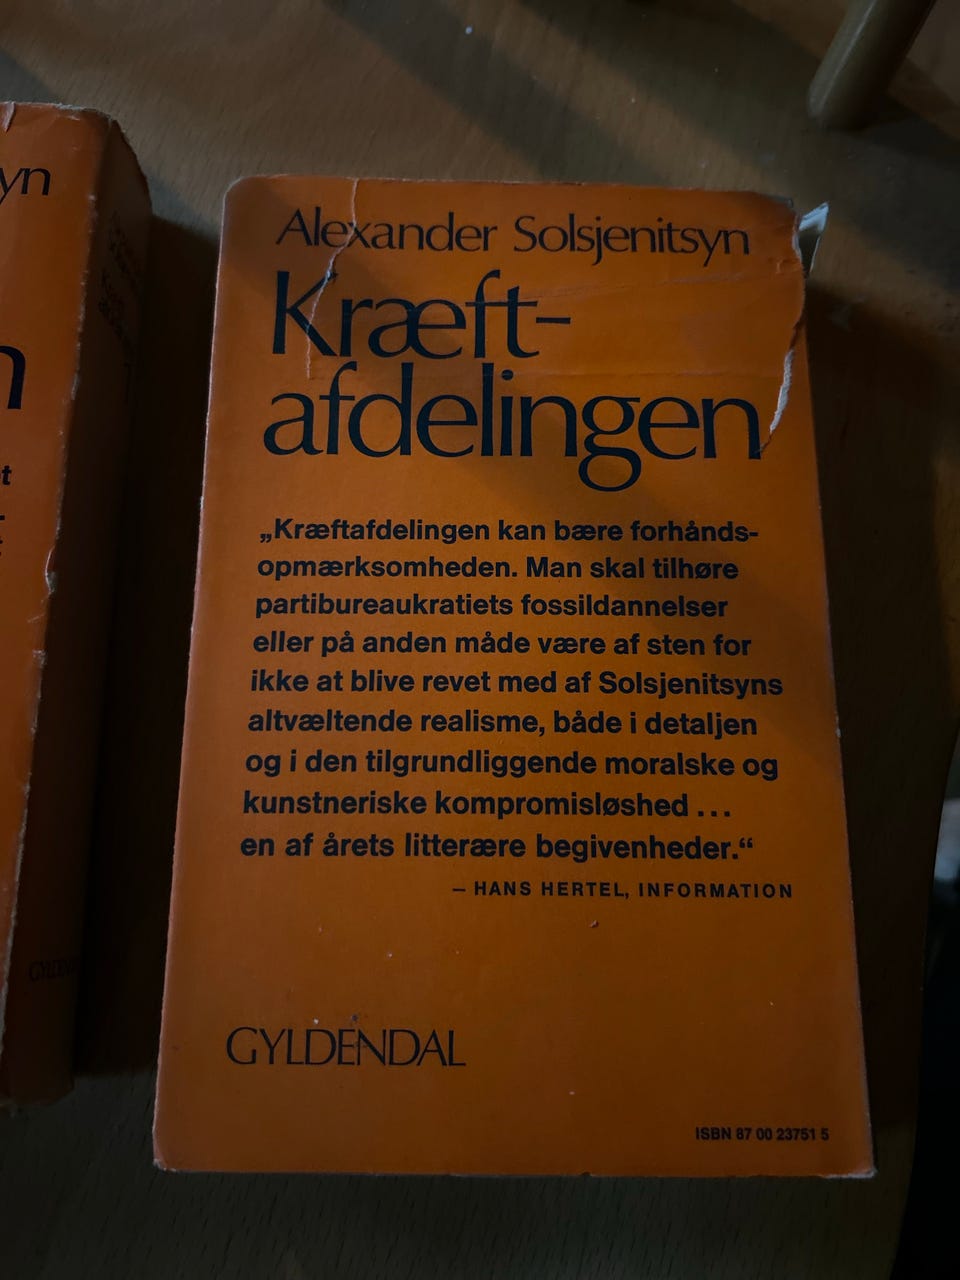 yn
n
t
Alexander Solsjenitsyn
Kræft-
afdelingen
„Kræftafdelingen kan bære forhånds-
opmærksomheden. Man skal tilhøre
partibureaukratiets fossildannelser
eller på anden måde være af sten for
ikke at blive revet med af Solsjenitsyns
altvæltende realisme, både i detaljen
og i den tilgrundliggende moralske og
kunstneriske kompromisløshed ...
en af årets litterære begivenheder.“
— HANS HERTEL, INFORMATION
GYLDENDAL
ISBN 87 00 23751 5